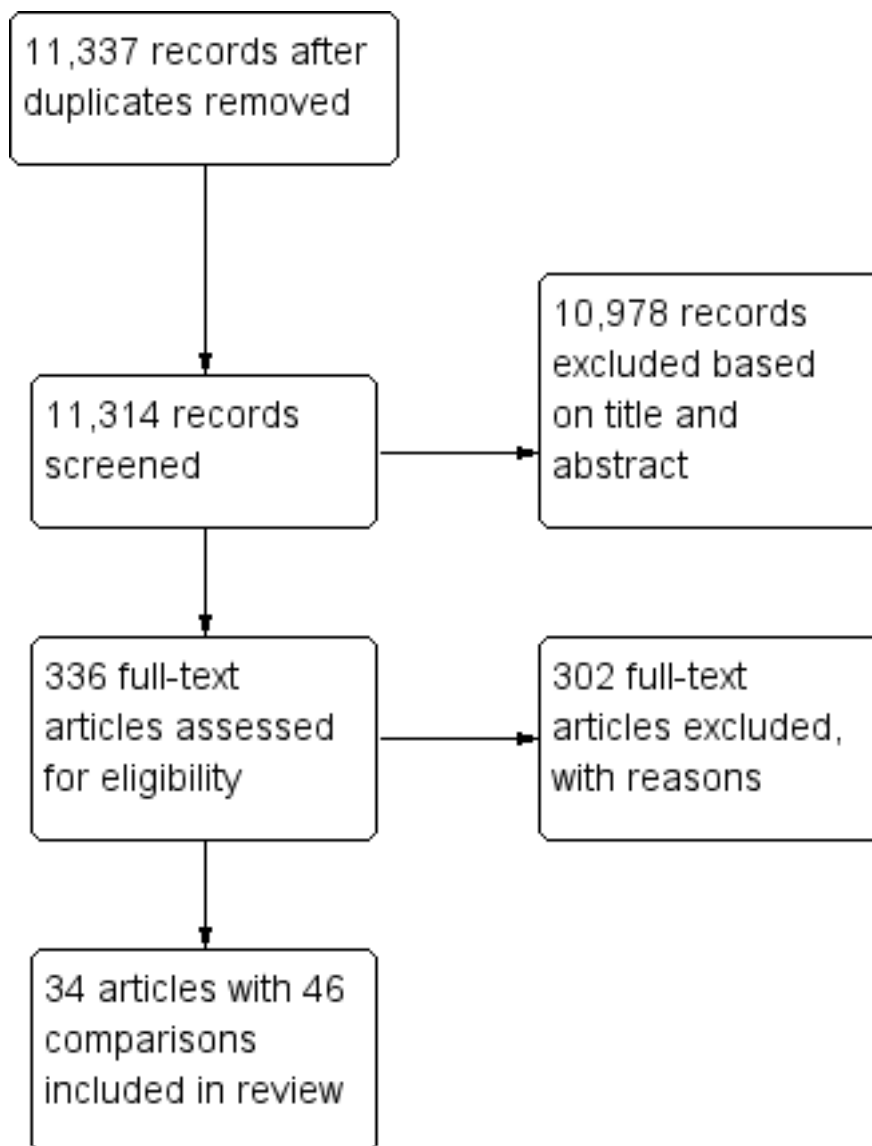 11,337 records after
duplicates removed
11,314 records
screened
10,978 records
excluded based
on title and
abstract
336 full-text
articles assessed
for eligibility
302 full-text
articles excluded,
with reasons
34 articles with 46
comparisons
included in review